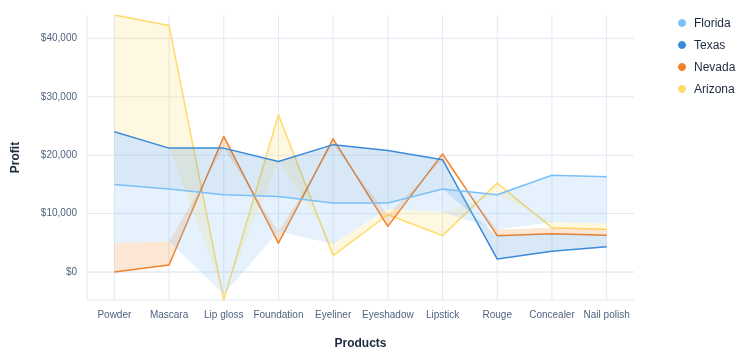 Florida
Texas
Nevada
Arizona
$40,000
$30,000
$20,000
$10,000
$0
Profit
Powder Mascara Lip gloss Foundation Eyeliner Eyeshadow Lipstick Rouge Concealer Nail polish
Products